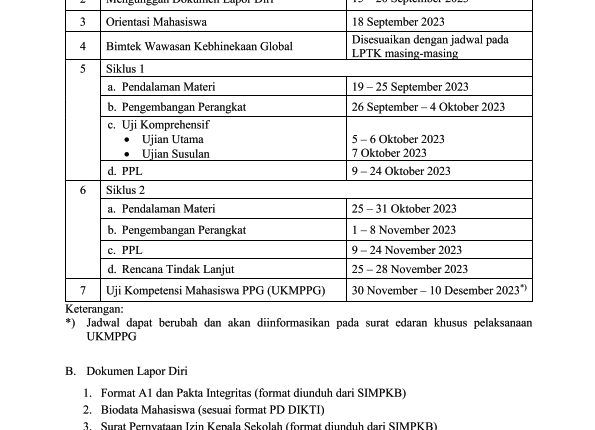 2 Mengunggah Dokumen Lapor Diri 15 – 20 September 2023
3 Orientasi Mahasiswa 18 September 2023
4 Bimtek Wawasan Kebhinekaan Global Disesuaikan dengan jadwal pada
LPTK masing-masing
5 Siklus 1
a. Pendalaman Materi 19 – 25 September 2023
b. Pengembangan Perangkat 26 September – 4 Oktober 2023
c. Uji Komprehensif
• Ujian Utama 5 – 6 Oktober 2023
• Ujian Susulan 7 Oktober 2023
d. PPL 9 – 24 Oktober 2023
6 Siklus 2
a. Pendalaman Materi 25 – 31 Oktober 2023
b. Pengembangan Perangkat 1 – 8 November 2023
c. PPL 9 – 24 November 2023
d. Rencana Tindak Lanjut 25 – 28 November 2023
7 Uji Kompetensi Mahasiswa PPG (UKMPPG) 30 November – 10 Desember 2023*)
Keterangan:
*) Jadwal dapat berubah dan akan diinformasikan pada surat edaran khusus pelaksanaan
UKMPPG
B. Dokumen Lapor Diri
1. Format A1 dan Pakta Integritas (format diunduh dari SIMPKB)
2. Biodata Mahasiswa (sesuai format PD DIKTI)
3. Surat Pernyataan Izin Kepala Sekolah (format diunduh dari SIMPKB)